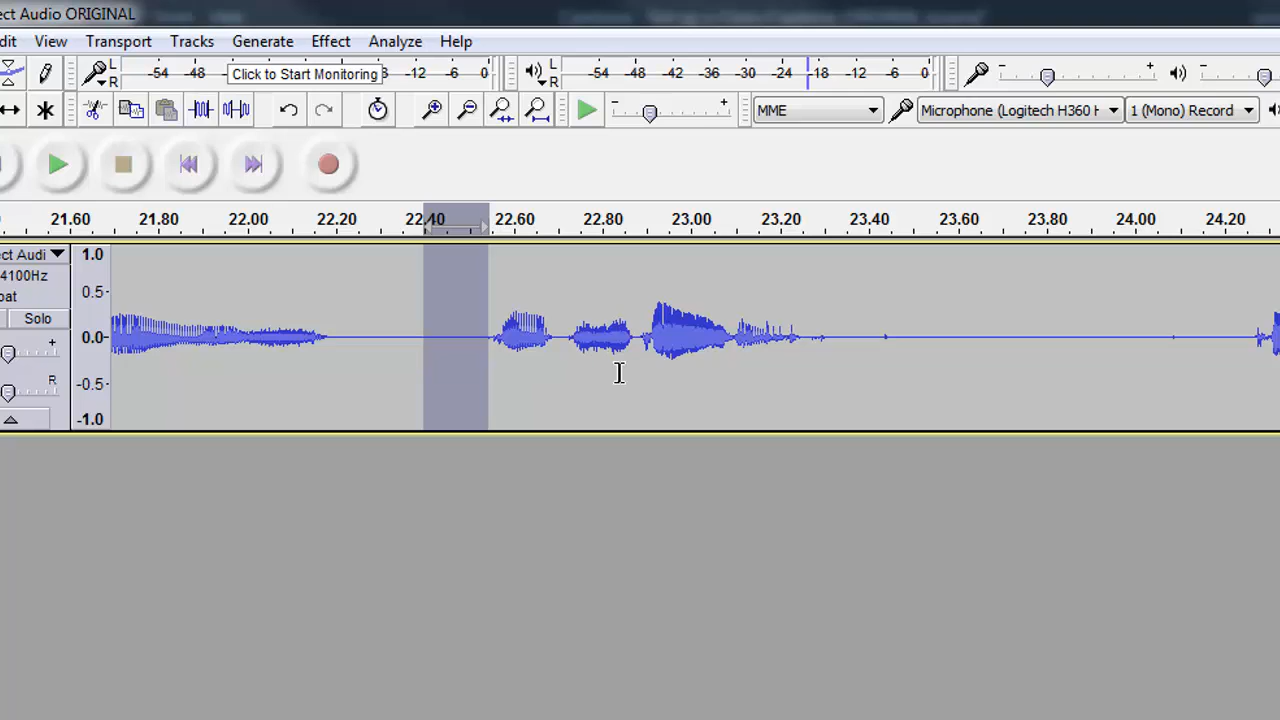 ect Audio ORIGINAL
dit View Transport Tracks Generate Effect Analyze Help
L R -54 -48 Click to Start Monitoring 8 -12 -6 0 L R -54 -48 -42 -36 -30 -24 -18 -12 -6 0 - + -
- + MME Microphone (Logitech H360 H 1 (Mono) Record
21.60 21.80 22.00 22.20 22.40 22.60 22.80 23.00 23.20 23.40 23.60 23.80 24.00 24.20
ect Audi 1.0
4100Hz
oat 0.5
Solo
+ 0.0
R -0.5
-1.0